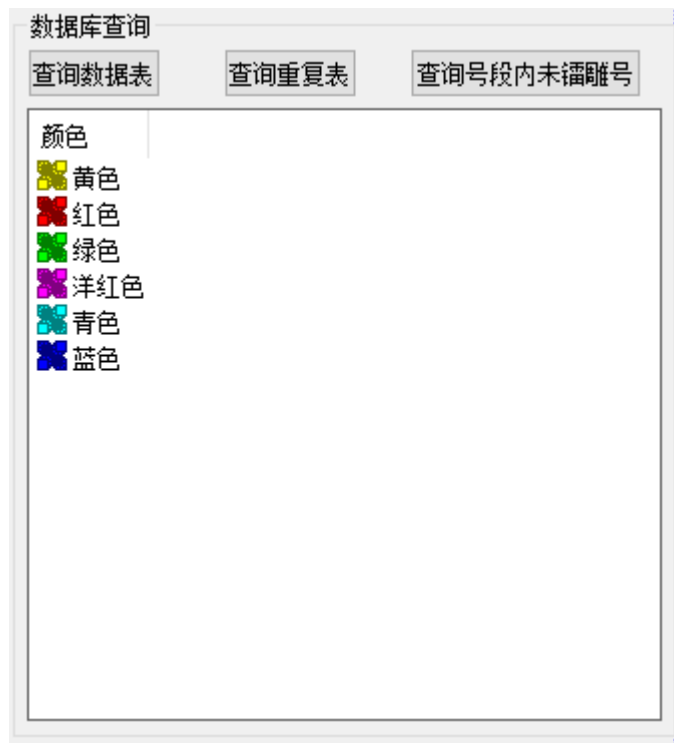 数据库查询
查询数据表 查询重复表 查询号段内未镭雕号
颜色
黄色
红色
绿色
洋红色
青色
蓝色